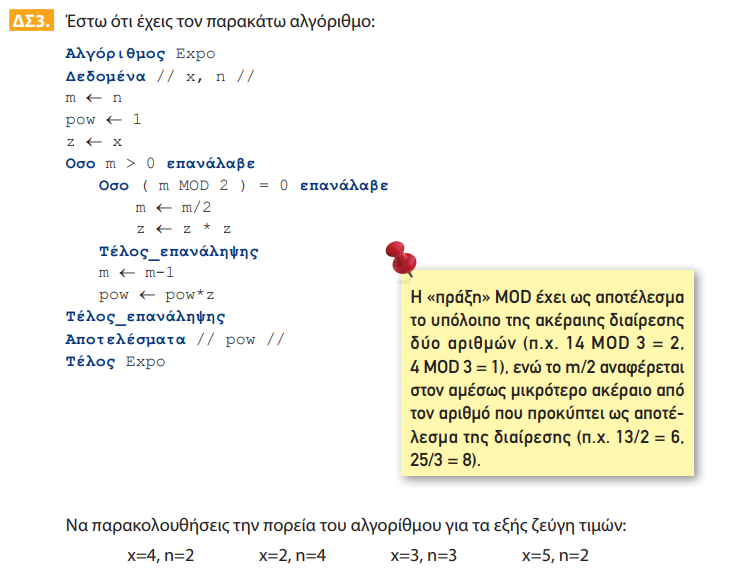 ΔΣ3. Έστω ότι έχεις τον παρακάτω αλγόριθμο:
Αλγόριθμος Expo
Δεδομένα // x, n //
m ← n
pow ← 1
z ← x
Οσο m > 0 επανάλαβε
Οσο ( m MOD 2 ) = 0 επανάλαβε
m ← m/2
z ← z * z
Τέλος_επανάληψης
m ← m-1
pow ← pow*z
Τέλος_επανάληψης
Αποτελέσματα // pow //
Τέλος Expo
Η «πράξη» MOD έχει ως αποτέλεσμα
το υπόλοιπο της ακέραιης διαίρεσης
δύο αριθμών (π.χ. 14 MOD 3 = 2,
4 MOD 3 = 1), ενώ το m/2 αναφέρεται
στον αμέσως μικρότερο ακέραιο από
τον αριθμό που προκύπτει ως αποτέ-
λεσμα της διαίρεσης (π.χ. 13/2 = 6,
25/3 = 8).
Να παρακολουθήσεις την πορεία του αλγορίθμου για τα εξής ζεύγη τιμών:
x=4, n=2 x=2, n=4 x=3, n=3 x=5, n=2